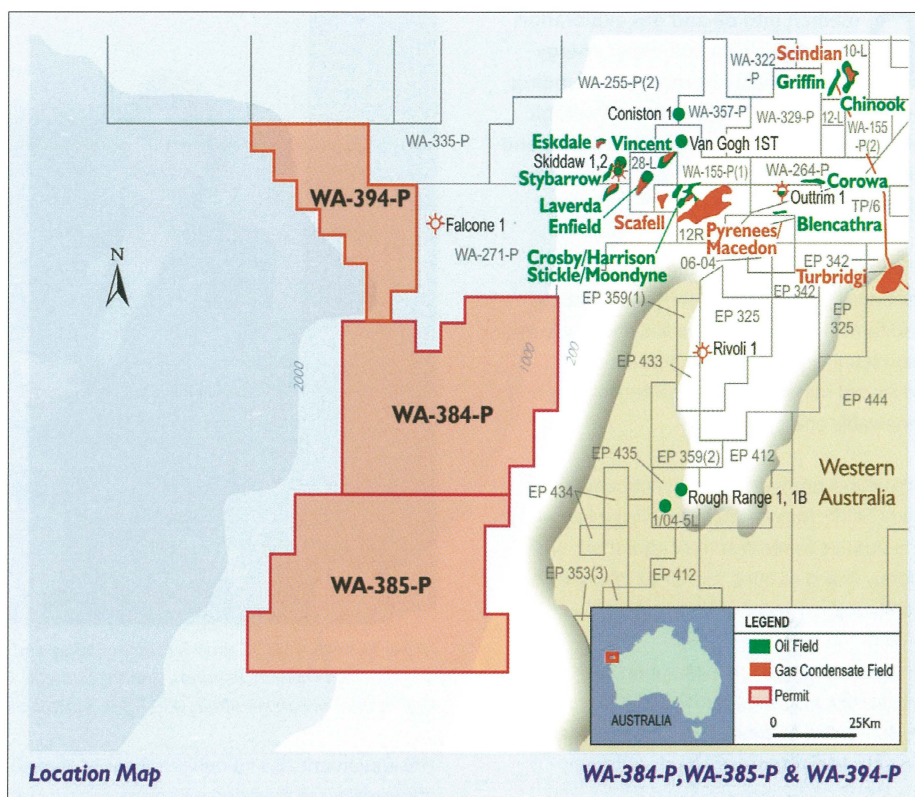 Scindian
10-L
WA-322
-P
Griffin
WA-255-P(2)
Chinook
Coniston 1
WA-357-P
WA-329-P
12-L
WA-155
-P(2)
WA-335-P
Eskdale
Vincent
Van Gogh 1ST
Skiddaw 1,2
28-L
WA-155-P(1)
WA-264-P
Stybarrow
Corowa
WA-394-P
Outtrim 1
TP/6
Laverda
Enfield
Scafell
Falcone 1
Pyrenees/
Macedon
Blencathra
12R
WA-271-P
Crosby/Harrison
Stickle/Moondyne
06-04
EP 342
EP 342
Turbridgi
N
EP 359(1)
EP 325
EP
325
2000
1000
200
EP 433
Rivoli 1
EP 444
WA-384-P
EP 435
EP 359(2)
EP 412
Western
Australia
EP 434
Rough Range 1, 1B
1/04-5L
WA-385-P
EP 353(3)
EP 412
AUSTRALIA
LEGEND
Oil Field
Gas Condensate Field
Permit
0 25Km
Location Map
WA-384-P, WA-385-P & WA-394-P